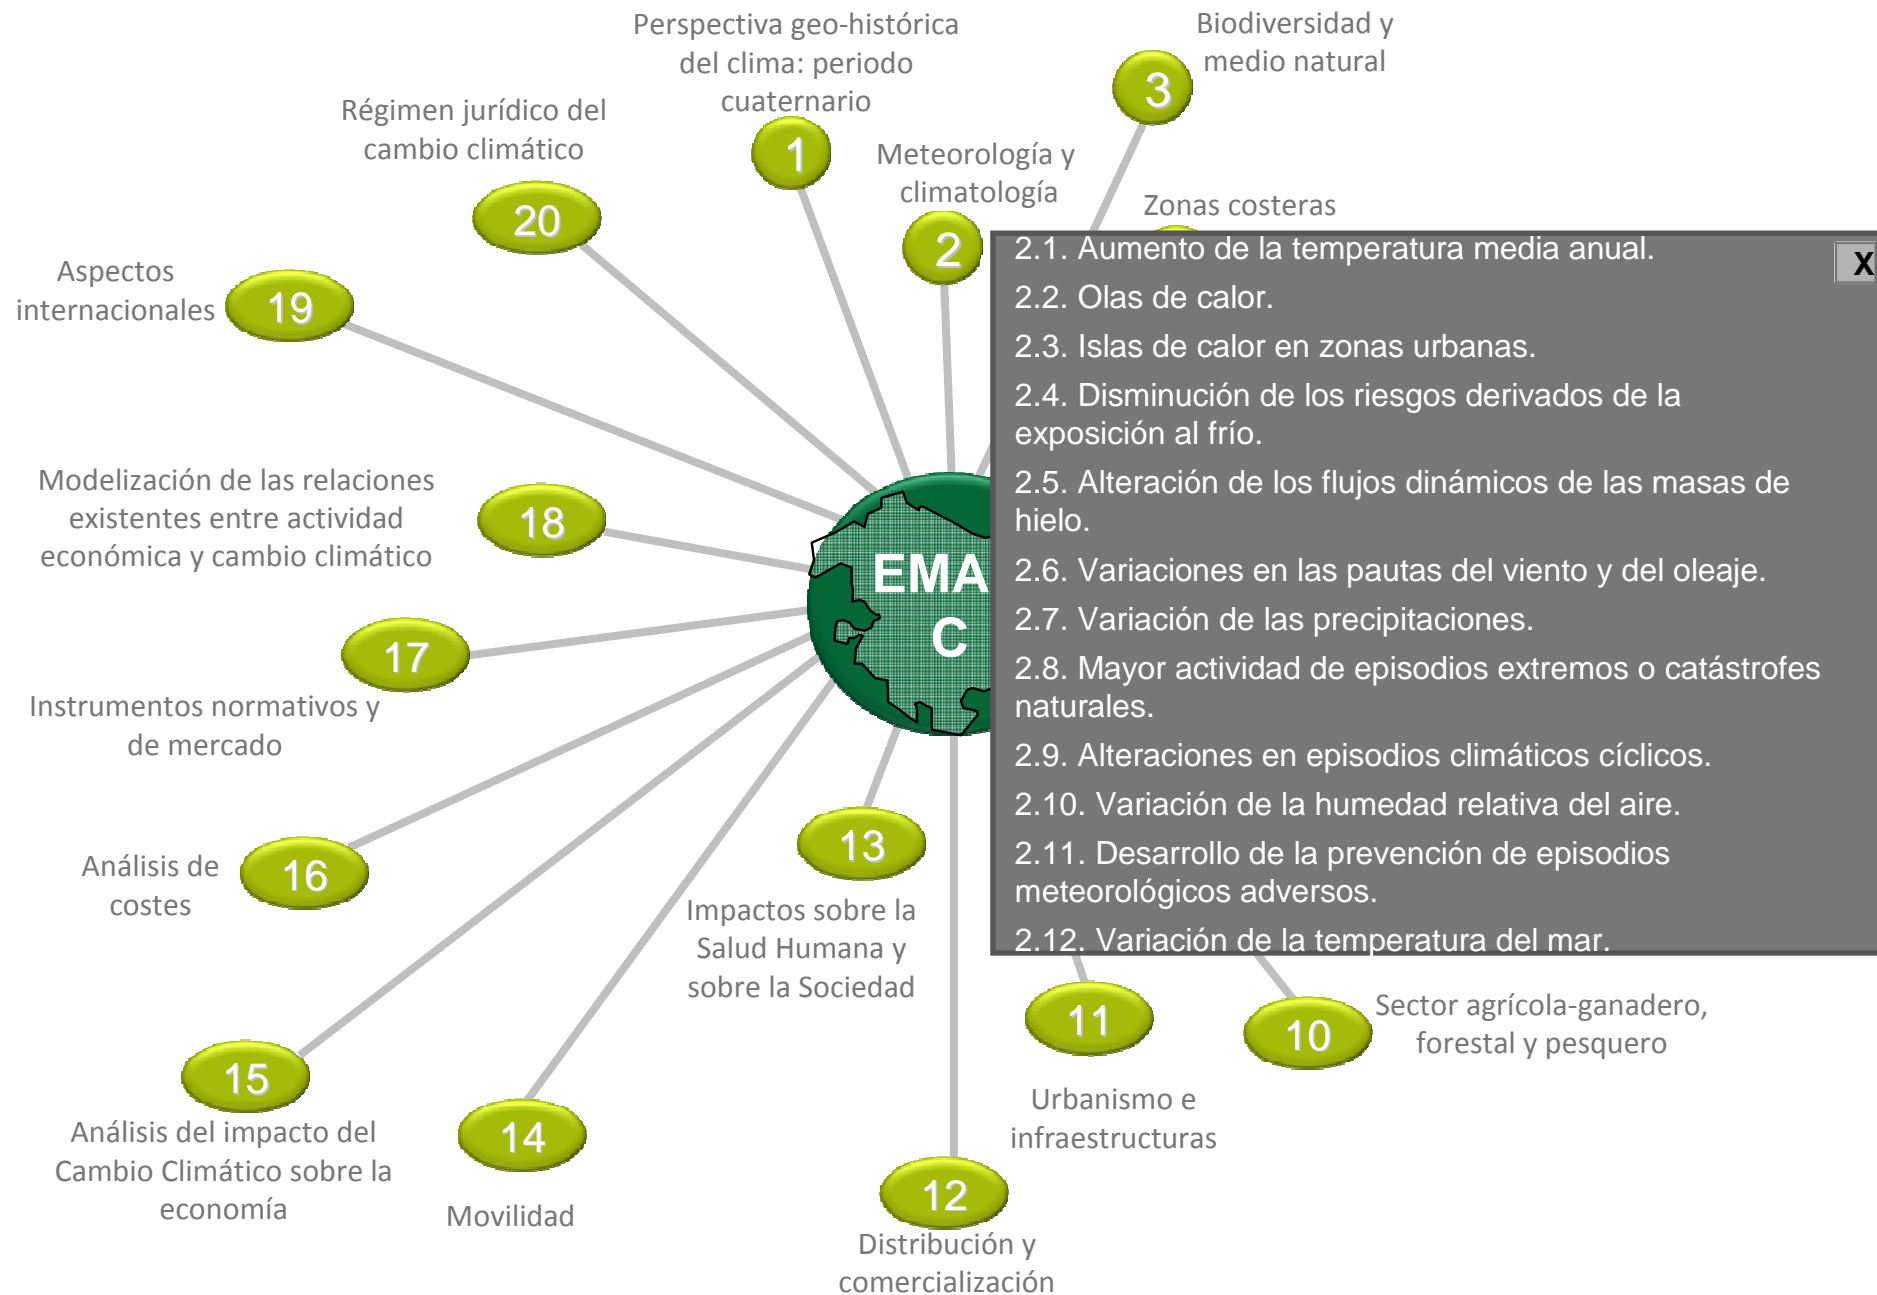 Perspectiva geo-histórica
del clima: periodo
cuaternario
1
Biodiversidad y
medio natural
3
Régimen jurídico del
cambio climático
20
Meteorología y
climatología
2
Zonas costeras
Aspectos
internacionales
19
Modelización de las relaciones
existentes entre actividad
económica y cambio climático
18
EMA
C
17
Instrumentos normativos y
de mercado
Análisis de
costes
16
13
Impactos sobre la
Salud Humana y
sobre la Sociedad
15
Análisis del impacto del
Cambio Climático sobre la
economía
14
Movilidad
12
Distribución y
comercialización
11
Urbanismo e
infraestructuras
10
Sector agrícola-ganadero,
forestal y pesquero
X
2.1. Aumento de la temperatura media anual.
2.2. Olas de calor.
2.3. Islas de calor en zonas urbanas.
2.4. Disminución de los riesgos derivados de la
exposición al frío.
2.5. Alteración de los flujos dinámicos de las masas de
hielo.
2.6. Variaciones en las pautas del viento y del oleaje.
2.7. Variación de las precipitaciones.
2.8. Mayor actividad de episodios extremos o catástrofes
naturales.
2.9. Alteraciones en episodios climáticos cíclicos.
2.10. Variación de la humedad relativa del aire.
2.11. Desarrollo de la prevención de episodios
meteorológicos adversos.
2.12. Variación de la temperatura del mar.